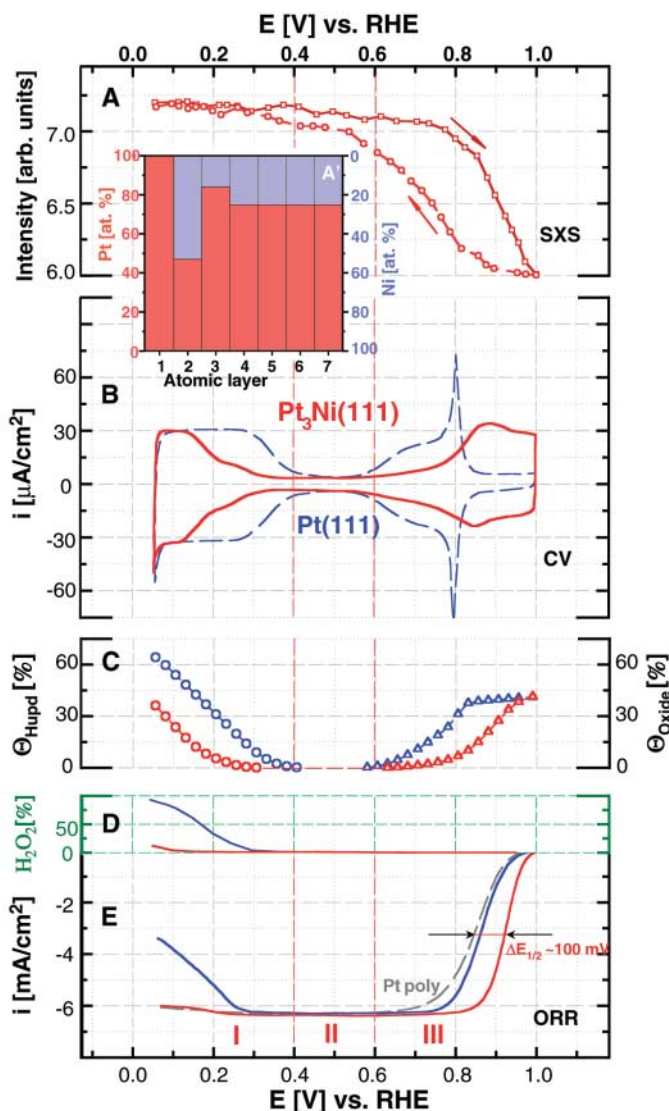 E [V] vs. RHE
0.0 0.2 0.4 0.6 0.8 1.0
A
Intensity [arb. units]
7.0
6.5
6.0
SXS
A'
Pt [at. %]
100
80
60
40
20
0
Ni [at. %]
0
20
40
60
80
100
1 2 3 4 5 6 7
Atomic layer
B
i [μA/cm²]
60
30
0
-30
-60
Pt₃Ni(111)
Pt(111)
CV
C
Θ_Hupd [%]
60
30
0
Θ_Oxide [%]
60
30
0
D
H₂O₂[%]
50
0
E
i [mA/cm²]
-2
-4
-6
ΔE₁/₂ ~100 mV
Pt poly
ORR
I II III
0.0 0.2 0.4 0.6 0.8 1.0
E [V] vs. RHE